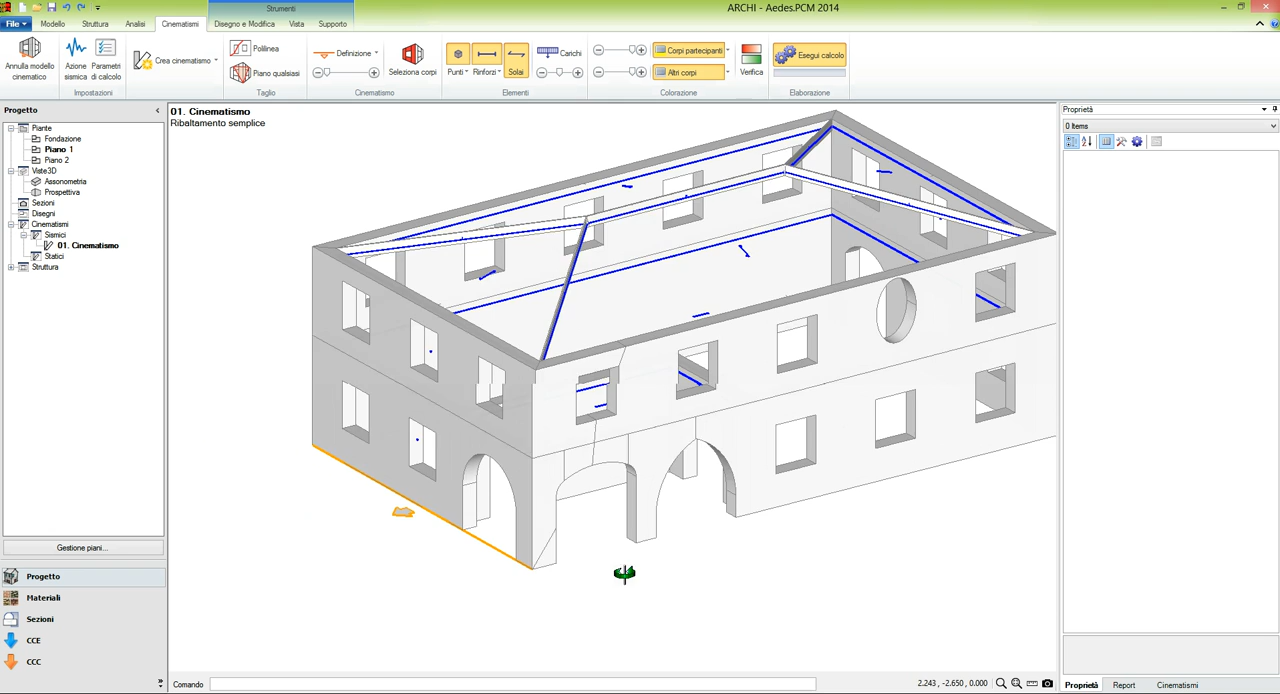 ARCHI - Aedes.PCM 2014
Strumenti
File
Modello
Struttura
Analisi
Cinematismi
Disegno e Modifica
Vista
Supporto
Annulla modello
cinematico
Azione
sismica
Parametri
di calcolo
Impostazioni
Crea cinematismo
Polilinea
Piano qualsiasi
Taglio
Definizione
Seleziona corpi
Cinematismo
Punti
Rinforzi
Solai
Carichi
Elementi
Corpi partecipanti
Altri corpi
Colorazione
Verifica
Esegui calcolo
Elaborazione
Progetto
Piante
Fondazione
Piano 1
Piano 2
Viste3D
Assonometria
Prospettiva
Sezioni
Disegni
Cinematismi
Sismici
01. Cinematismo
Statici
Struttura
Gestione piani...
Progetto
Materiali
Sezioni
CCE
CCC
01. Cinematismo
Ribaltamento semplice
Proprietà
0 Items
Comando
2.243 , -2.650, 0.000
Proprietà
Report
Cinematismi